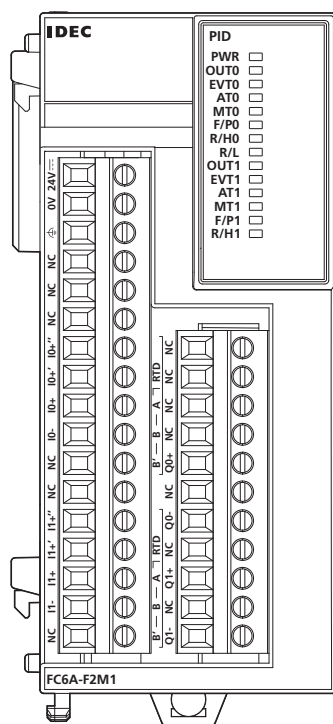 IDEC
PID
PWR
OUT0
EVT0
AT0
MT0
F/P0
R/H0
R/L
OUT1
EVT1
AT1
MT1
F/P1
R/H1
24V
0V
NC
NC
NC
I0+''
I0+'
I0+
I0-
NC
NC
I1+''
I1+'
I1+
I1-
NC
RTD
A
B
B'
RTD
A
B
B'
NC
NC
NC
NC
Q0+
NC
Q0-
NC
Q1+
NC
Q1-
FC6A-F2M1